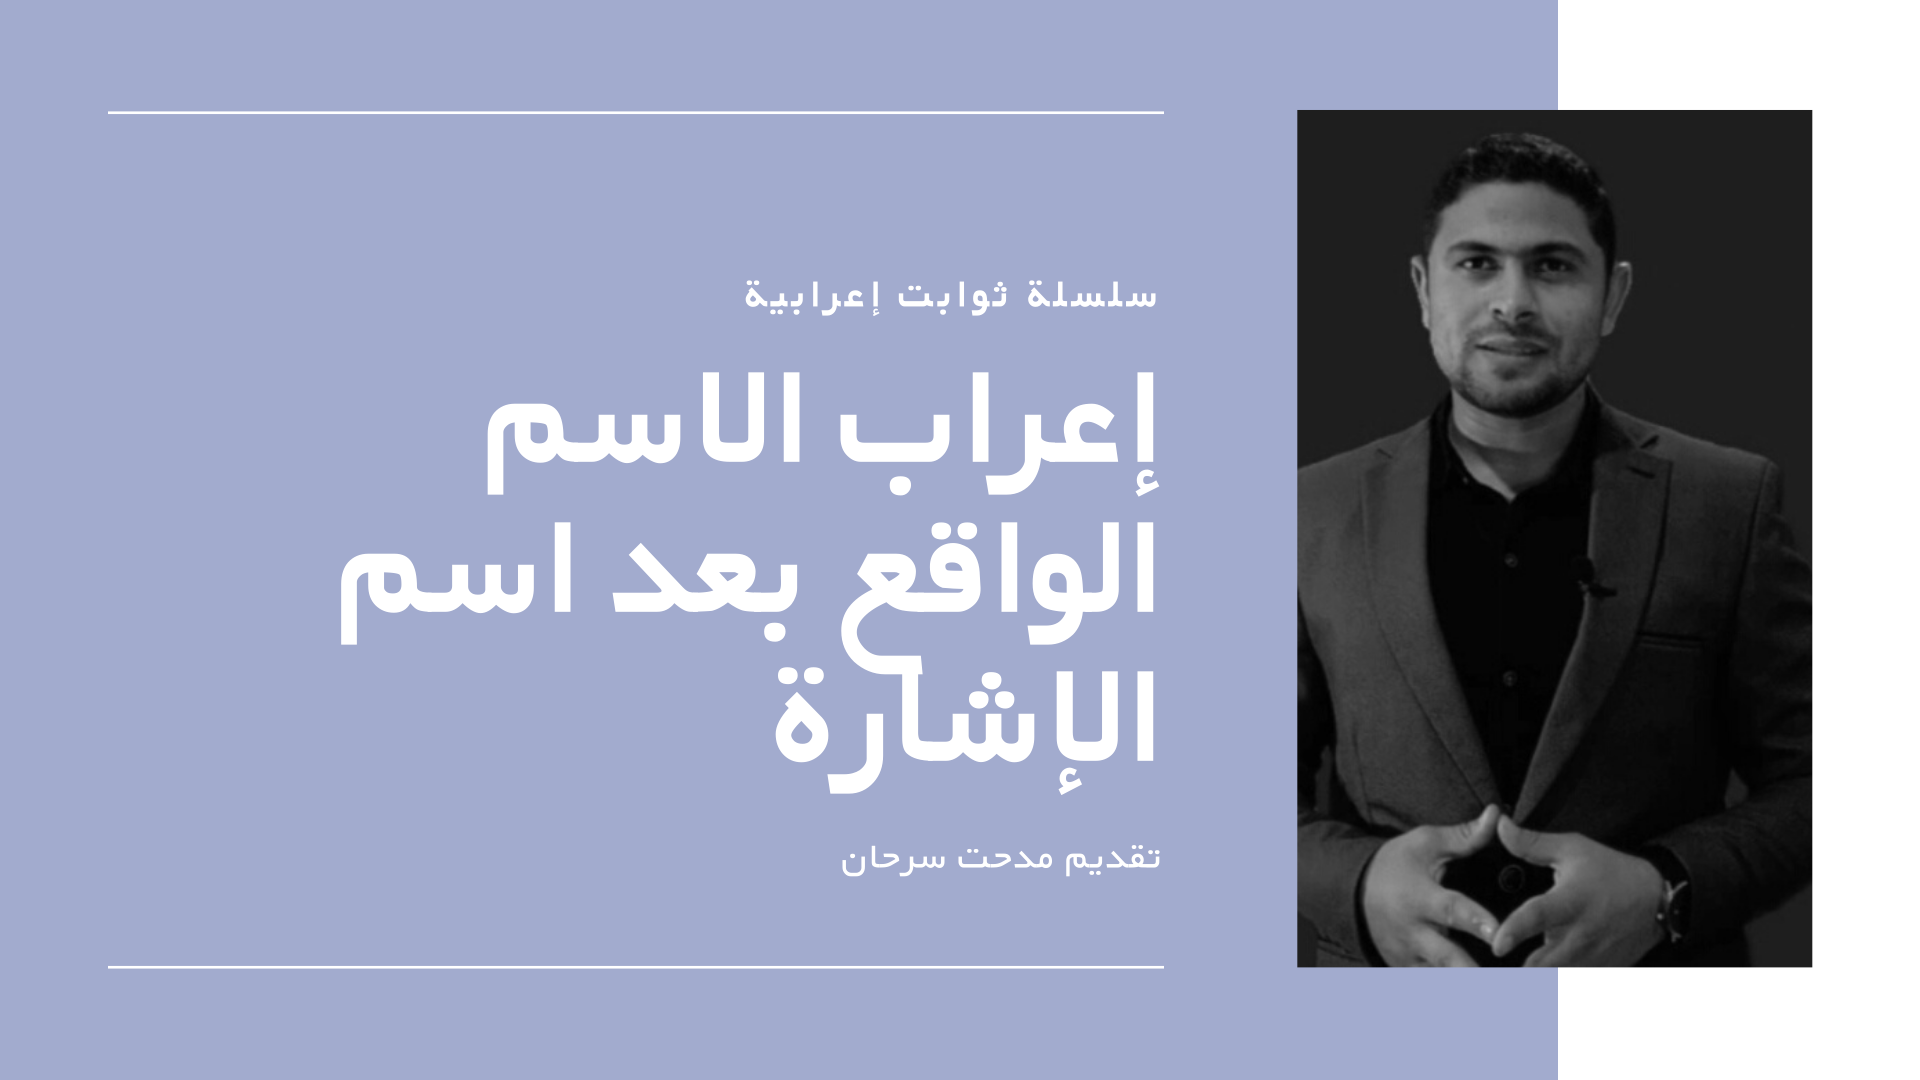 سلسلة ثوابت إعرابية
إعراب الاسم
الواقع بعد اسم
الإشارة
تقديم مدحت سرحان